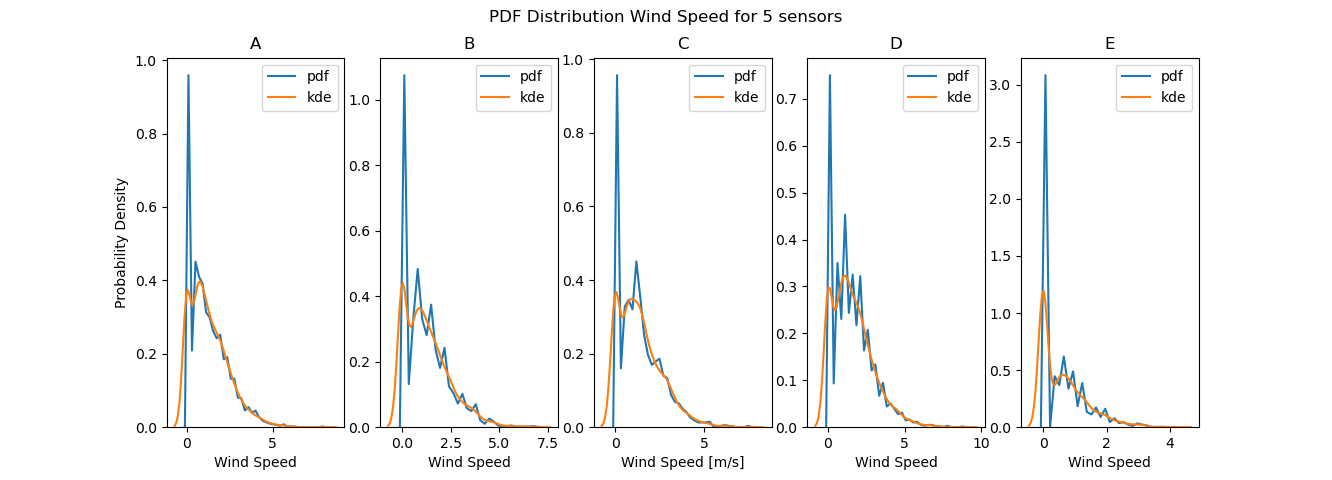 PDF Distribution Wind Speed for 5 sensors
A
B
C
D
E
pdf
kde
pdf
kde
pdf
kde
pdf
kde
pdf
kde
Probability Density
1.0
0.8
0.6
0.4
0.2
0.0
0
5
Wind Speed
1.0
0.8
0.6
0.4
0.2
0.0
0.0
2.5
5.0
7.5
Wind Speed
1.0
0.8
0.6
0.4
0.2
0.0
0
5
Wind Speed [m/s]
0.7
0.6
0.5
0.4
0.3
0.2
0.1
0.0
0
5
10
Wind Speed
3.0
2.5
2.0
1.5
1.0
0.5
0.0
0
2
4
Wind Speed